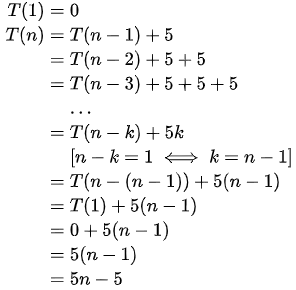 T(1) = 0
T(n) = T(n − 1) + 5
= T(n − 2) + 5 + 5
= T(n − 3) + 5 + 5 + 5
…
= T(n − k) + 5k
[n − k = 1 ⟺ k = n − 1]
= T(n − (n − 1)) + 5(n − 1)
= T(1) + 5(n − 1)
= 0 + 5(n − 1)
= 5(n − 1)
= 5n − 5